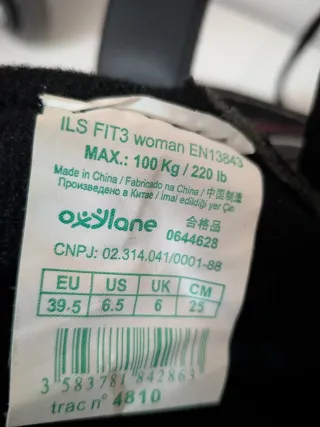 ILS FIT3 woman EN13843
MAX.: 100 Kg / 220 lb
Made in China / Fabricado na China / 中国制造
Произведено в Китае / imal edildiği yer Çin
oxylane 合格品
0644628
CNPJ: 02.314.041/0001-88
EU US UK CM
39.5 6.5 6 25
3 583781 842863
trac n° 4810